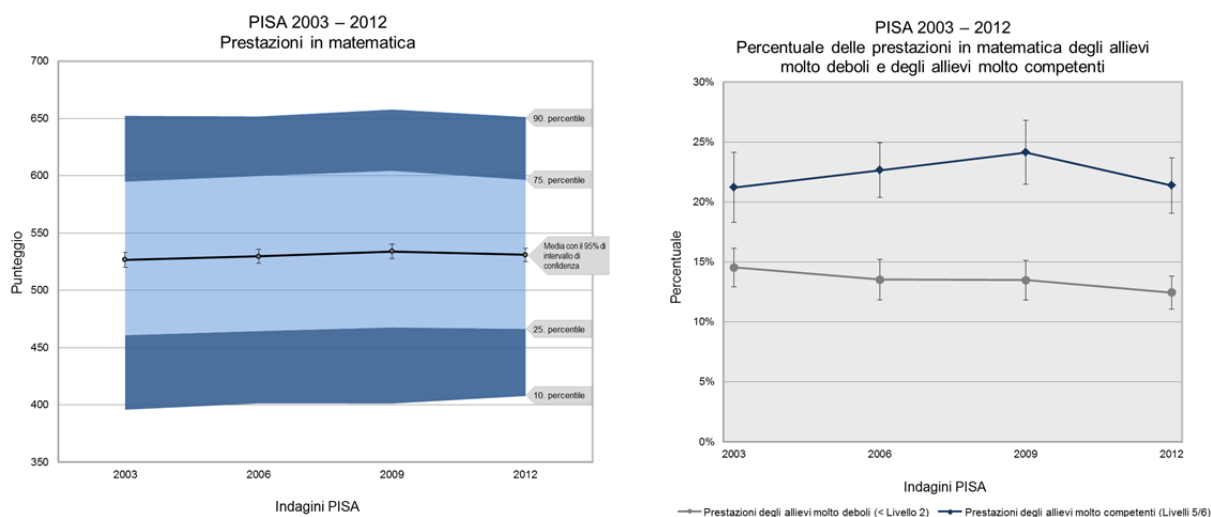 PISA 2003 – 2012
Prestazioni in matematica
700
650
600
550
500
450
400
350
Punteggio
90. percentile
75. percentile
Media con il 95% di
intervallo di
confidenza
25. percentile
10. percentile
2003
2006
2009
2012
Indagini PISA
PISA 2003 – 2012
Percentuale delle prestazioni in matematica degli allievi
molto deboli e degli allievi molto competenti
30%
25%
20%
15%
10%
5%
0%
Percentuale
2003
2006
2009
2012
Indagini PISA
Prestazioni degli allievi molto deboli (< Livello 2)
Prestazioni degli allievi molto competenti (Livelli 5/6)